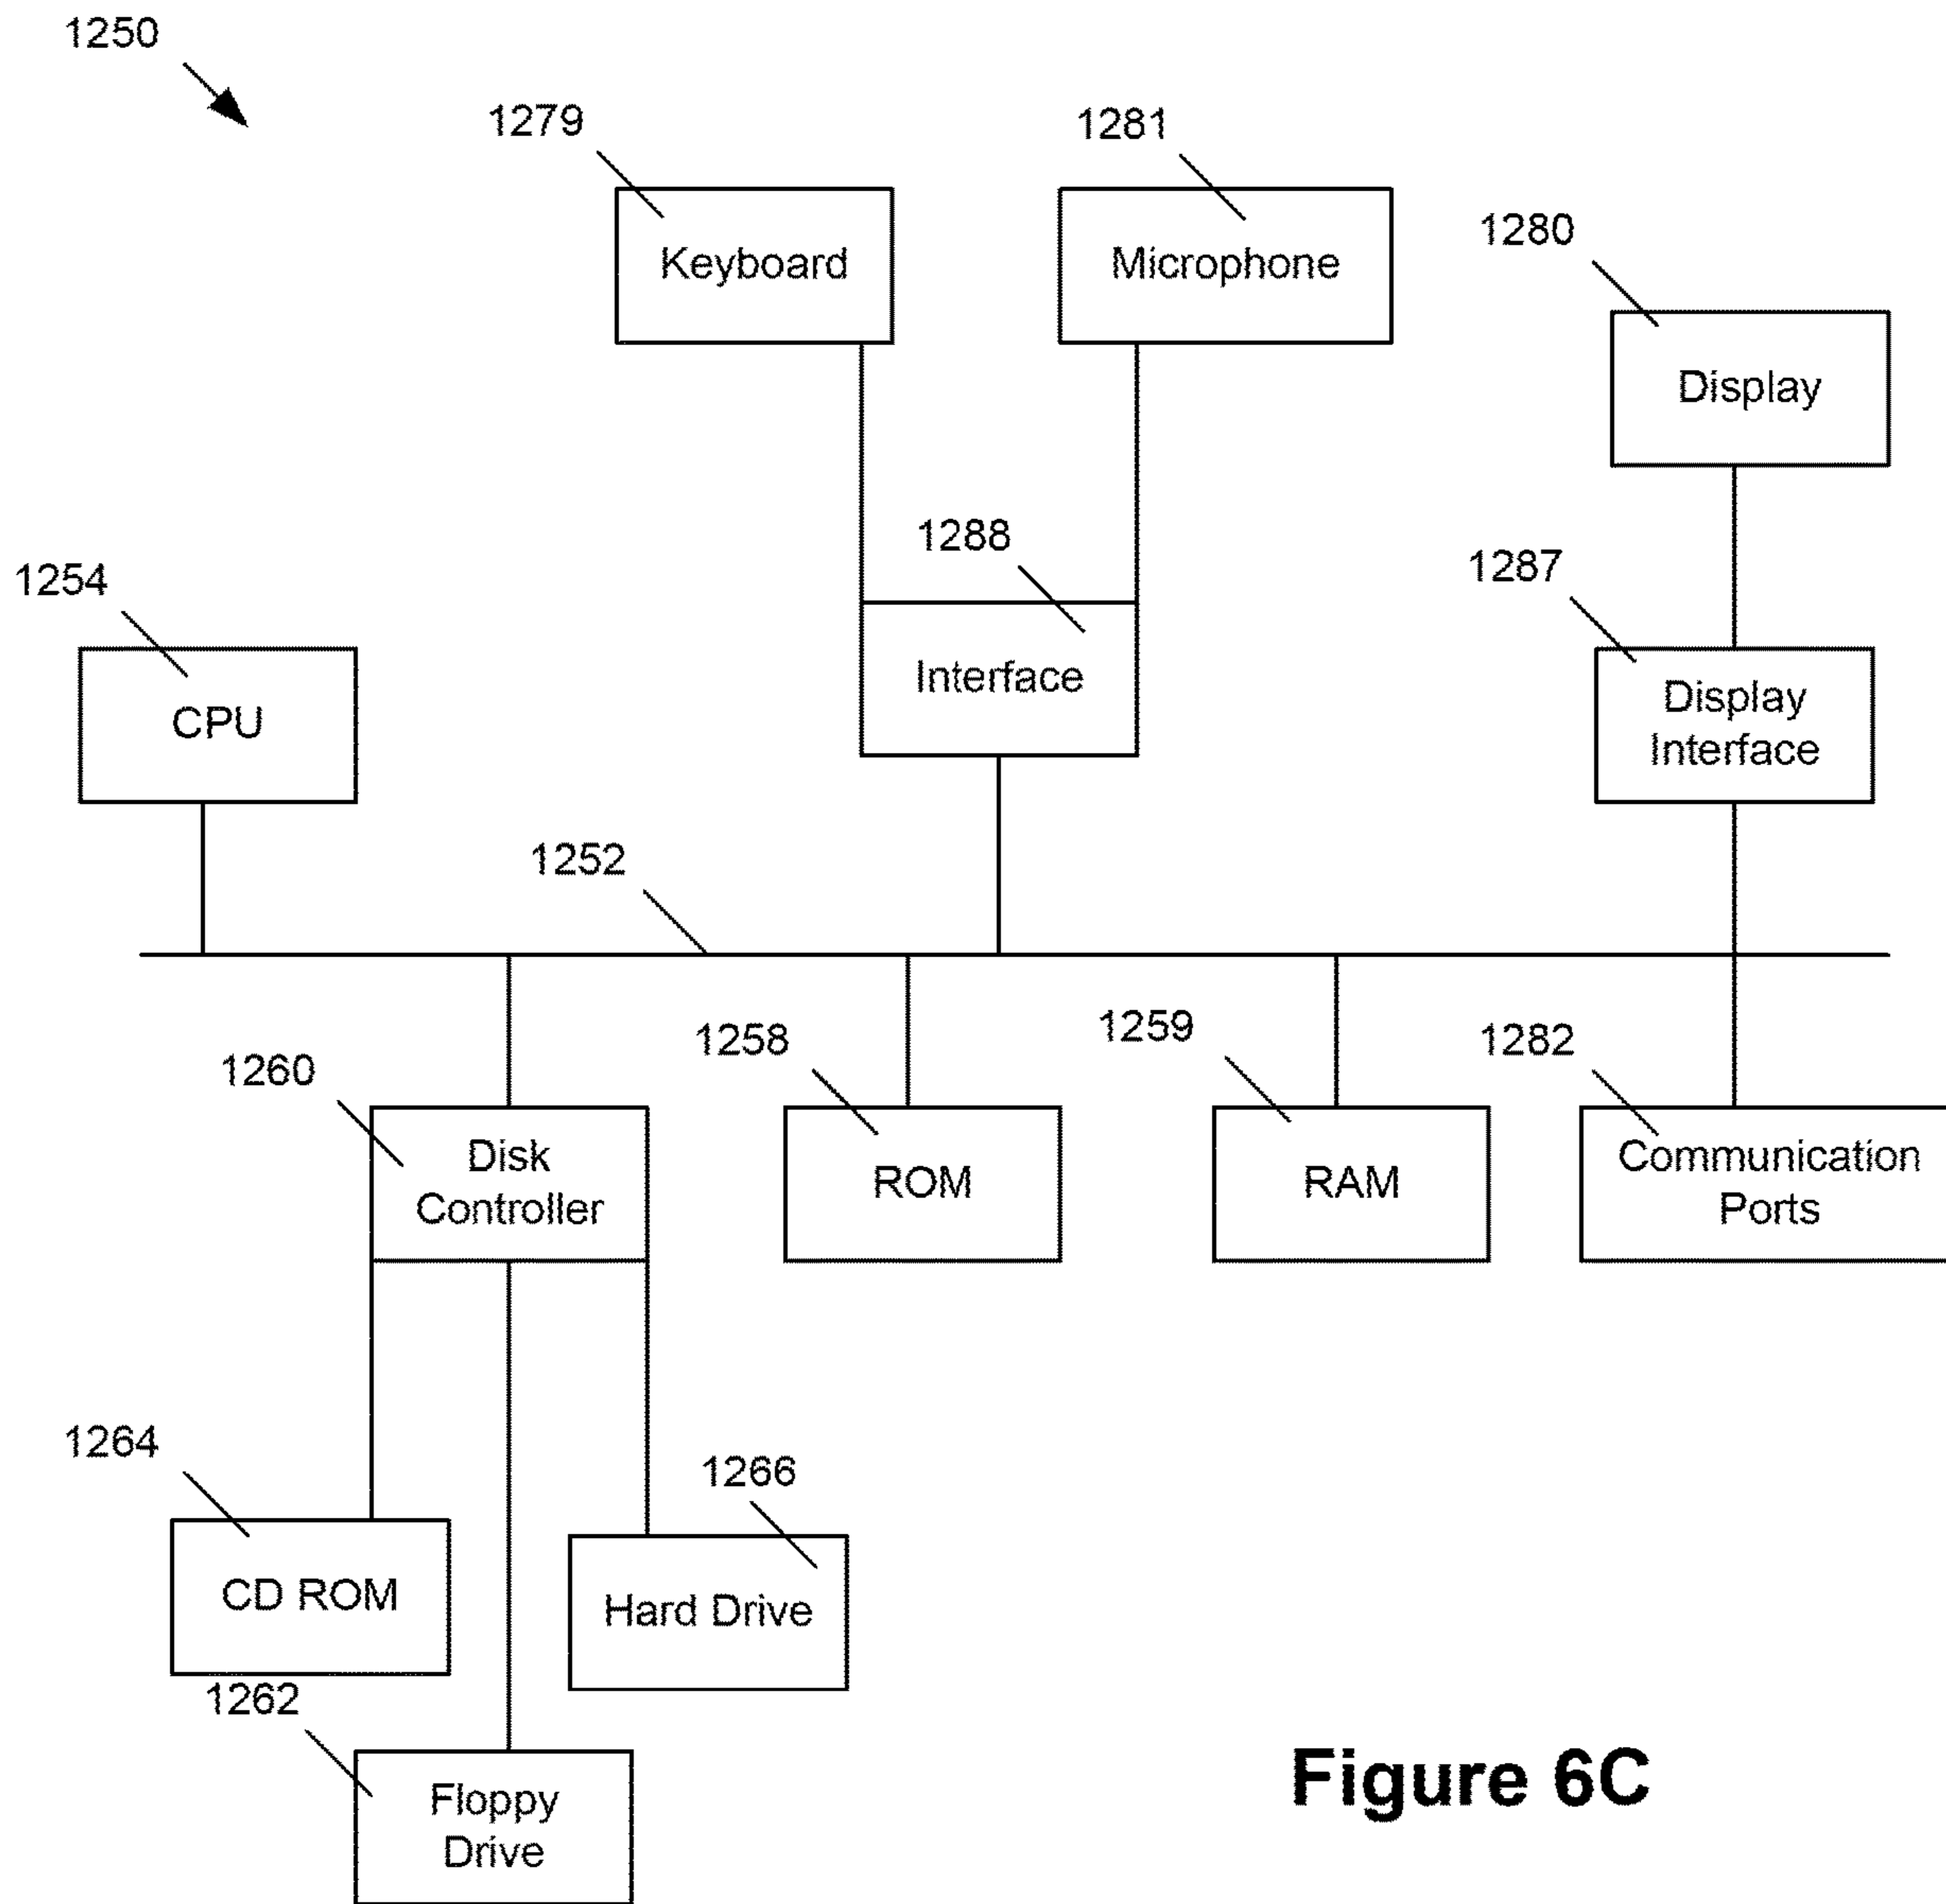 1250
1279
1281
Keyboard
Microphone
1280
Display
1288
1254
1287
Interface
CPU
Display
Interface
1252
1258
1259
1282
1260
Disk
Controller
ROM
RAM
Communication
Ports
1264
1266
CD ROM
Hard Drive
1262
Floppy
Drive
Figure 6C